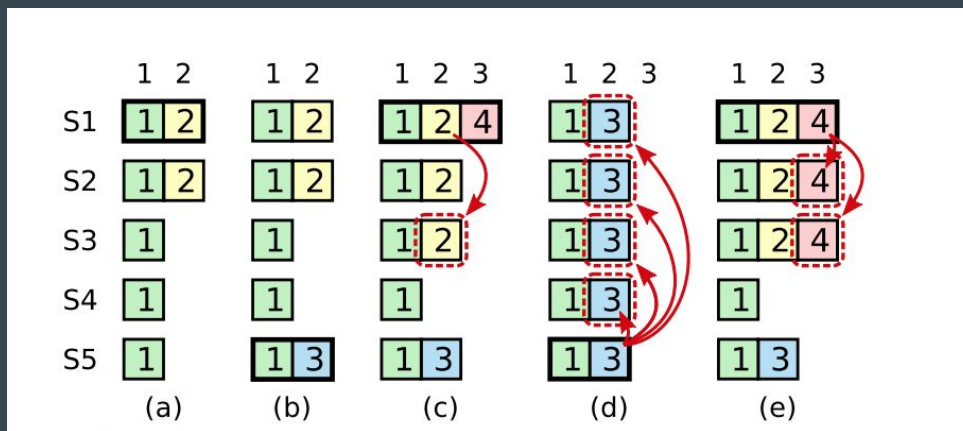 1 2 1 2 1 2 3 1 2 3 1 2 3
S1 1 2 1 2 1 2 4 1 3 1 2 4
S2 1 2 1 2 1 2 1 3 1 2 4
S3 1 1 1 2 1 3 1 2 4
S4 1 1 1 1 3 1
S5 1 1 3 1 3 1 3 1 3
(a) (b) (c) (d) (e)